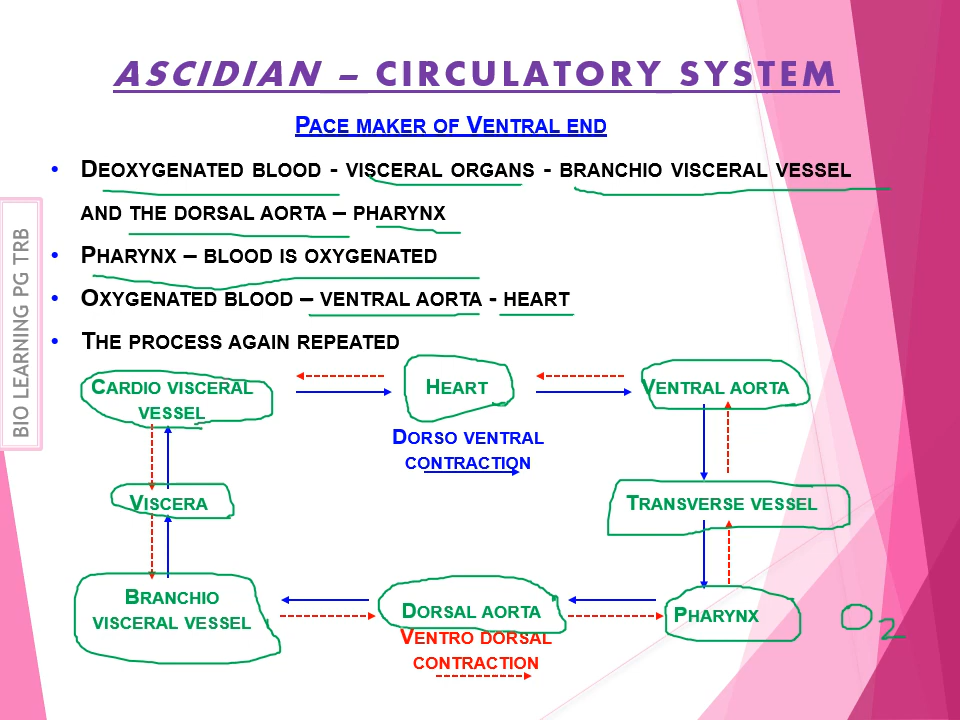 ASCIDIAN – CIRCULATORY SYSTEM
PACE MAKER OF VENTRAL END
• DEOXYGENATED BLOOD - VISCERAL ORGANS - BRANCHIO VISCERAL VESSEL
AND THE DORSAL AORTA – PHARYNX
• PHARYNX – BLOOD IS OXYGENATED
• OXYGENATED BLOOD – VENTRAL AORTA - HEART
• THE PROCESS AGAIN REPEATED
BIO LEARNING PG TRB
CARDIO VISCERAL
VESSEL
HEART
VENTRAL AORTA
DORSO VENTRAL
CONTRACTION
VISCERA
TRANSVERSE VESSEL
BRANCHIO
VISCERAL VESSEL
DORSAL AORTA
PHARYNX
O2
VENTRO DORSAL
CONTRACTION